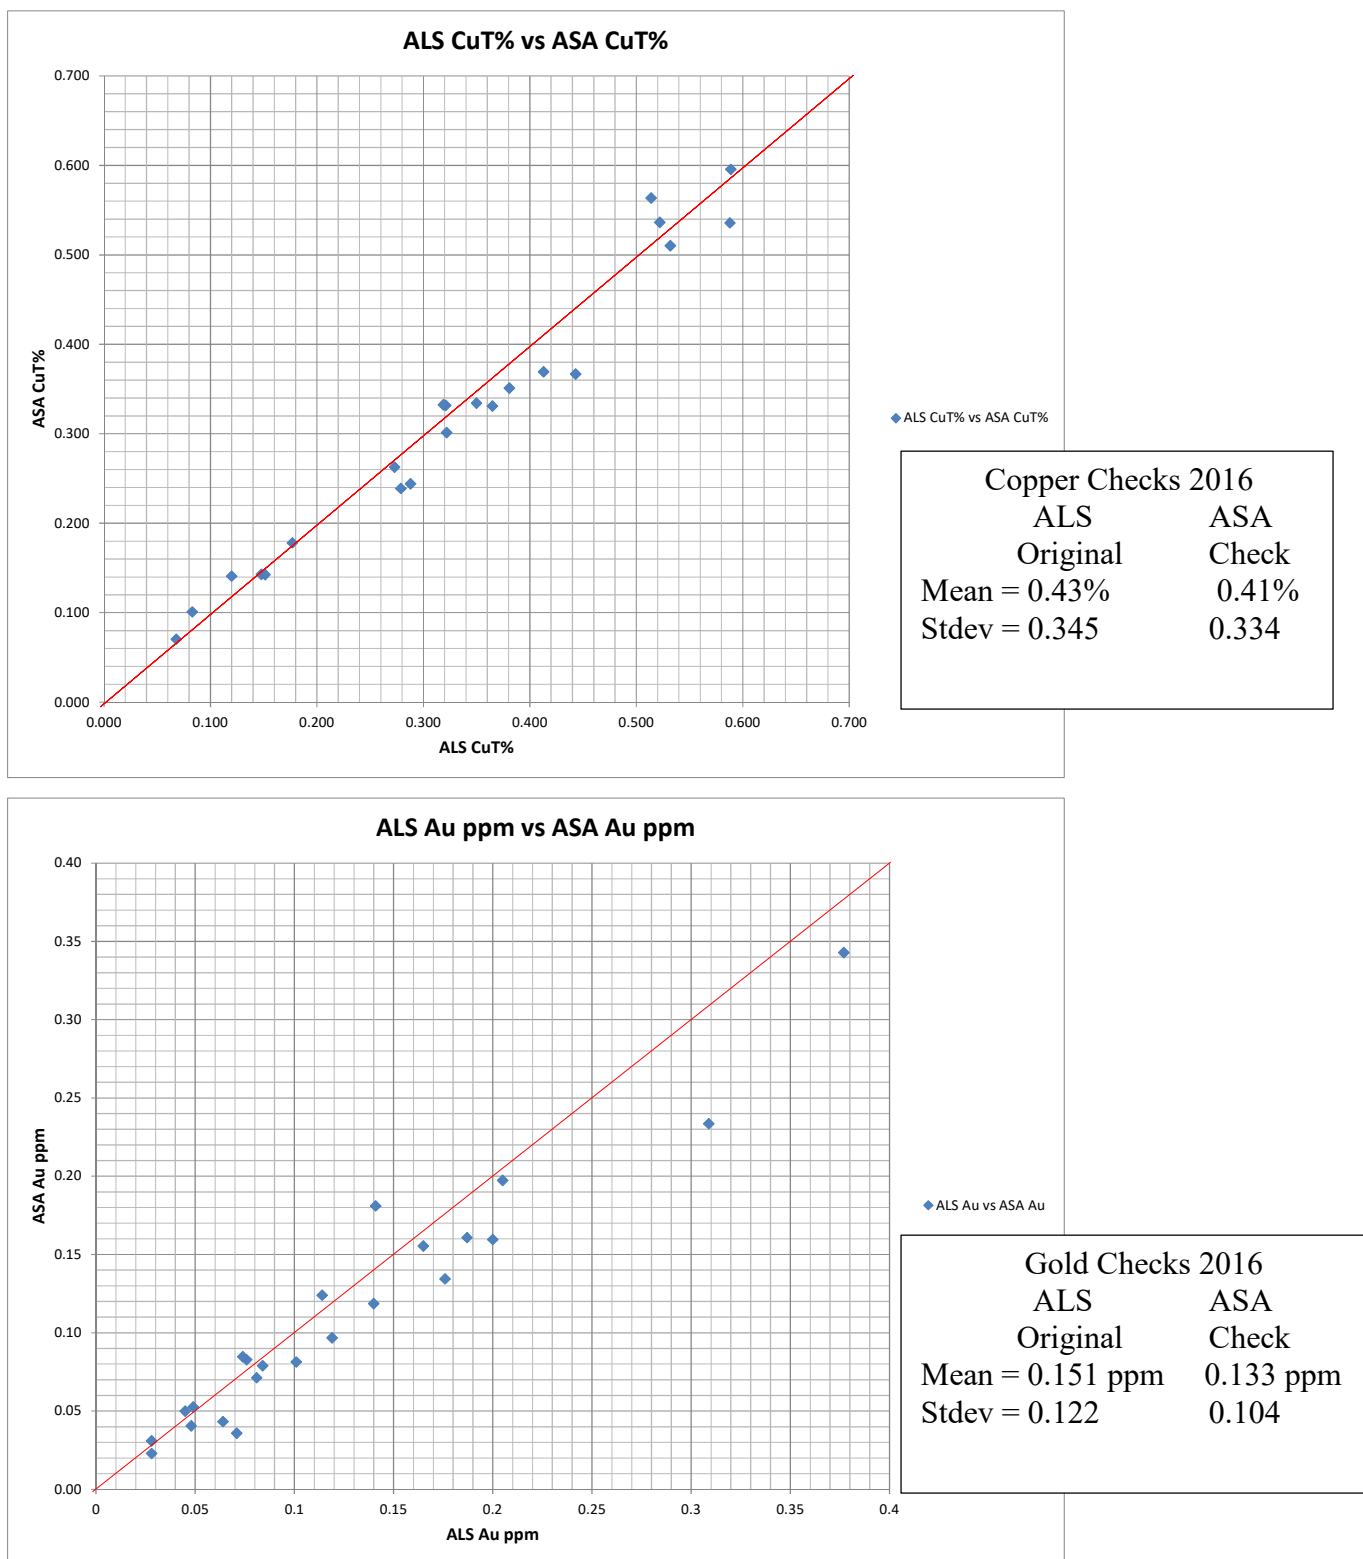 ALS CuT% vs ASA CuT%
0.700
0.600
0.500
0.400
0.300
0.200
0.100
0.000
ASA CuT%
0.000 0.100 0.200 0.300 0.400 0.500 0.600 0.700
ALS CuT%
ALS CuT% vs ASA CuT%
Copper Checks 2016
ALS ASA
Original Check
Mean = 0.43% 0.41%
Stdev = 0.345 0.334
ALS Au ppm vs ASA Au ppm
0.40
0.35
0.30
0.25
0.20
0.15
0.10
0.05
0.00
ASA Au ppm
0 0.05 0.1 0.15 0.2 0.25 0.3 0.35 0.4
ALS Au ppm
ALS Au vs ASA Au
Gold Checks 2016
ALS ASA
Original Check
Mean = 0.151 ppm 0.133 ppm
Stdev = 0.122 0.104